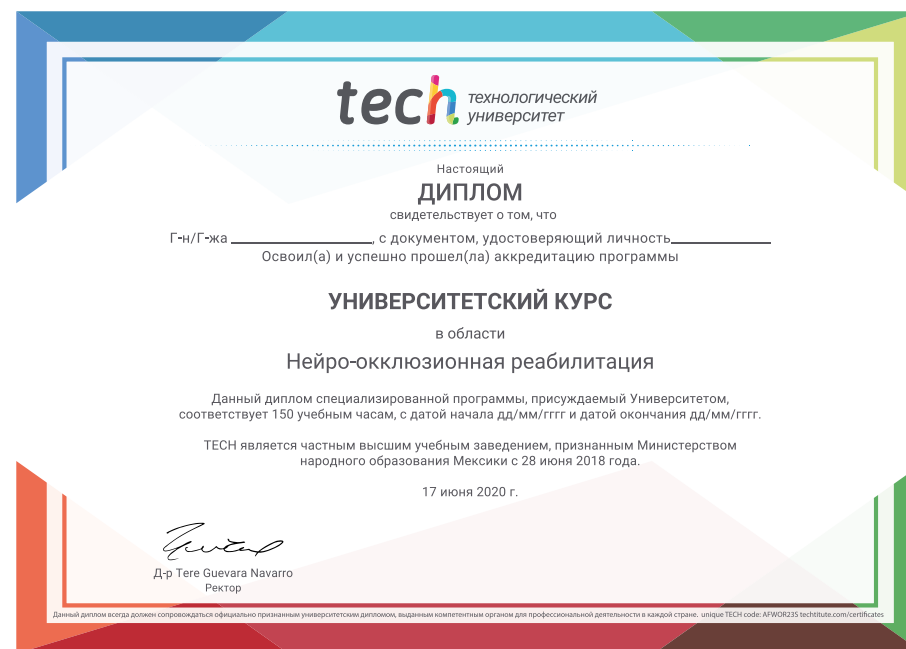 tech технологический
университет
Настоящий
ДИПЛОМ
свидетельствует о том, что
Г-н/Г-жа ____________, с документом, удостоверяющий личность____________
Освоил(а) и успешно прошел(ла) аккредитацию программы
УНИВЕРСИТЕТСКИЙ КУРС
в области
Нейро-окклюзионная реабилитация
Данный диплом специализированной программы, присуждаемый Университетом,
соответствует 150 учебным часам, с датой начала дд/мм/гггг и датой окончания дд/мм/гггг.
TECH является частным высшим учебным заведением, признанным Министерством
народного образования Мексики с 28 июня 2018 года.
17 июня 2020 г.
Д-р Tere Guevara Navarro
Ректор
Данный диплом всегда должен сопровождаться официально признанным университетским дипломом, выданным компетентным органом для профессиональной деятельности в каждой стране. unique TECH code: AFWOR23S techtitute.com/certificates